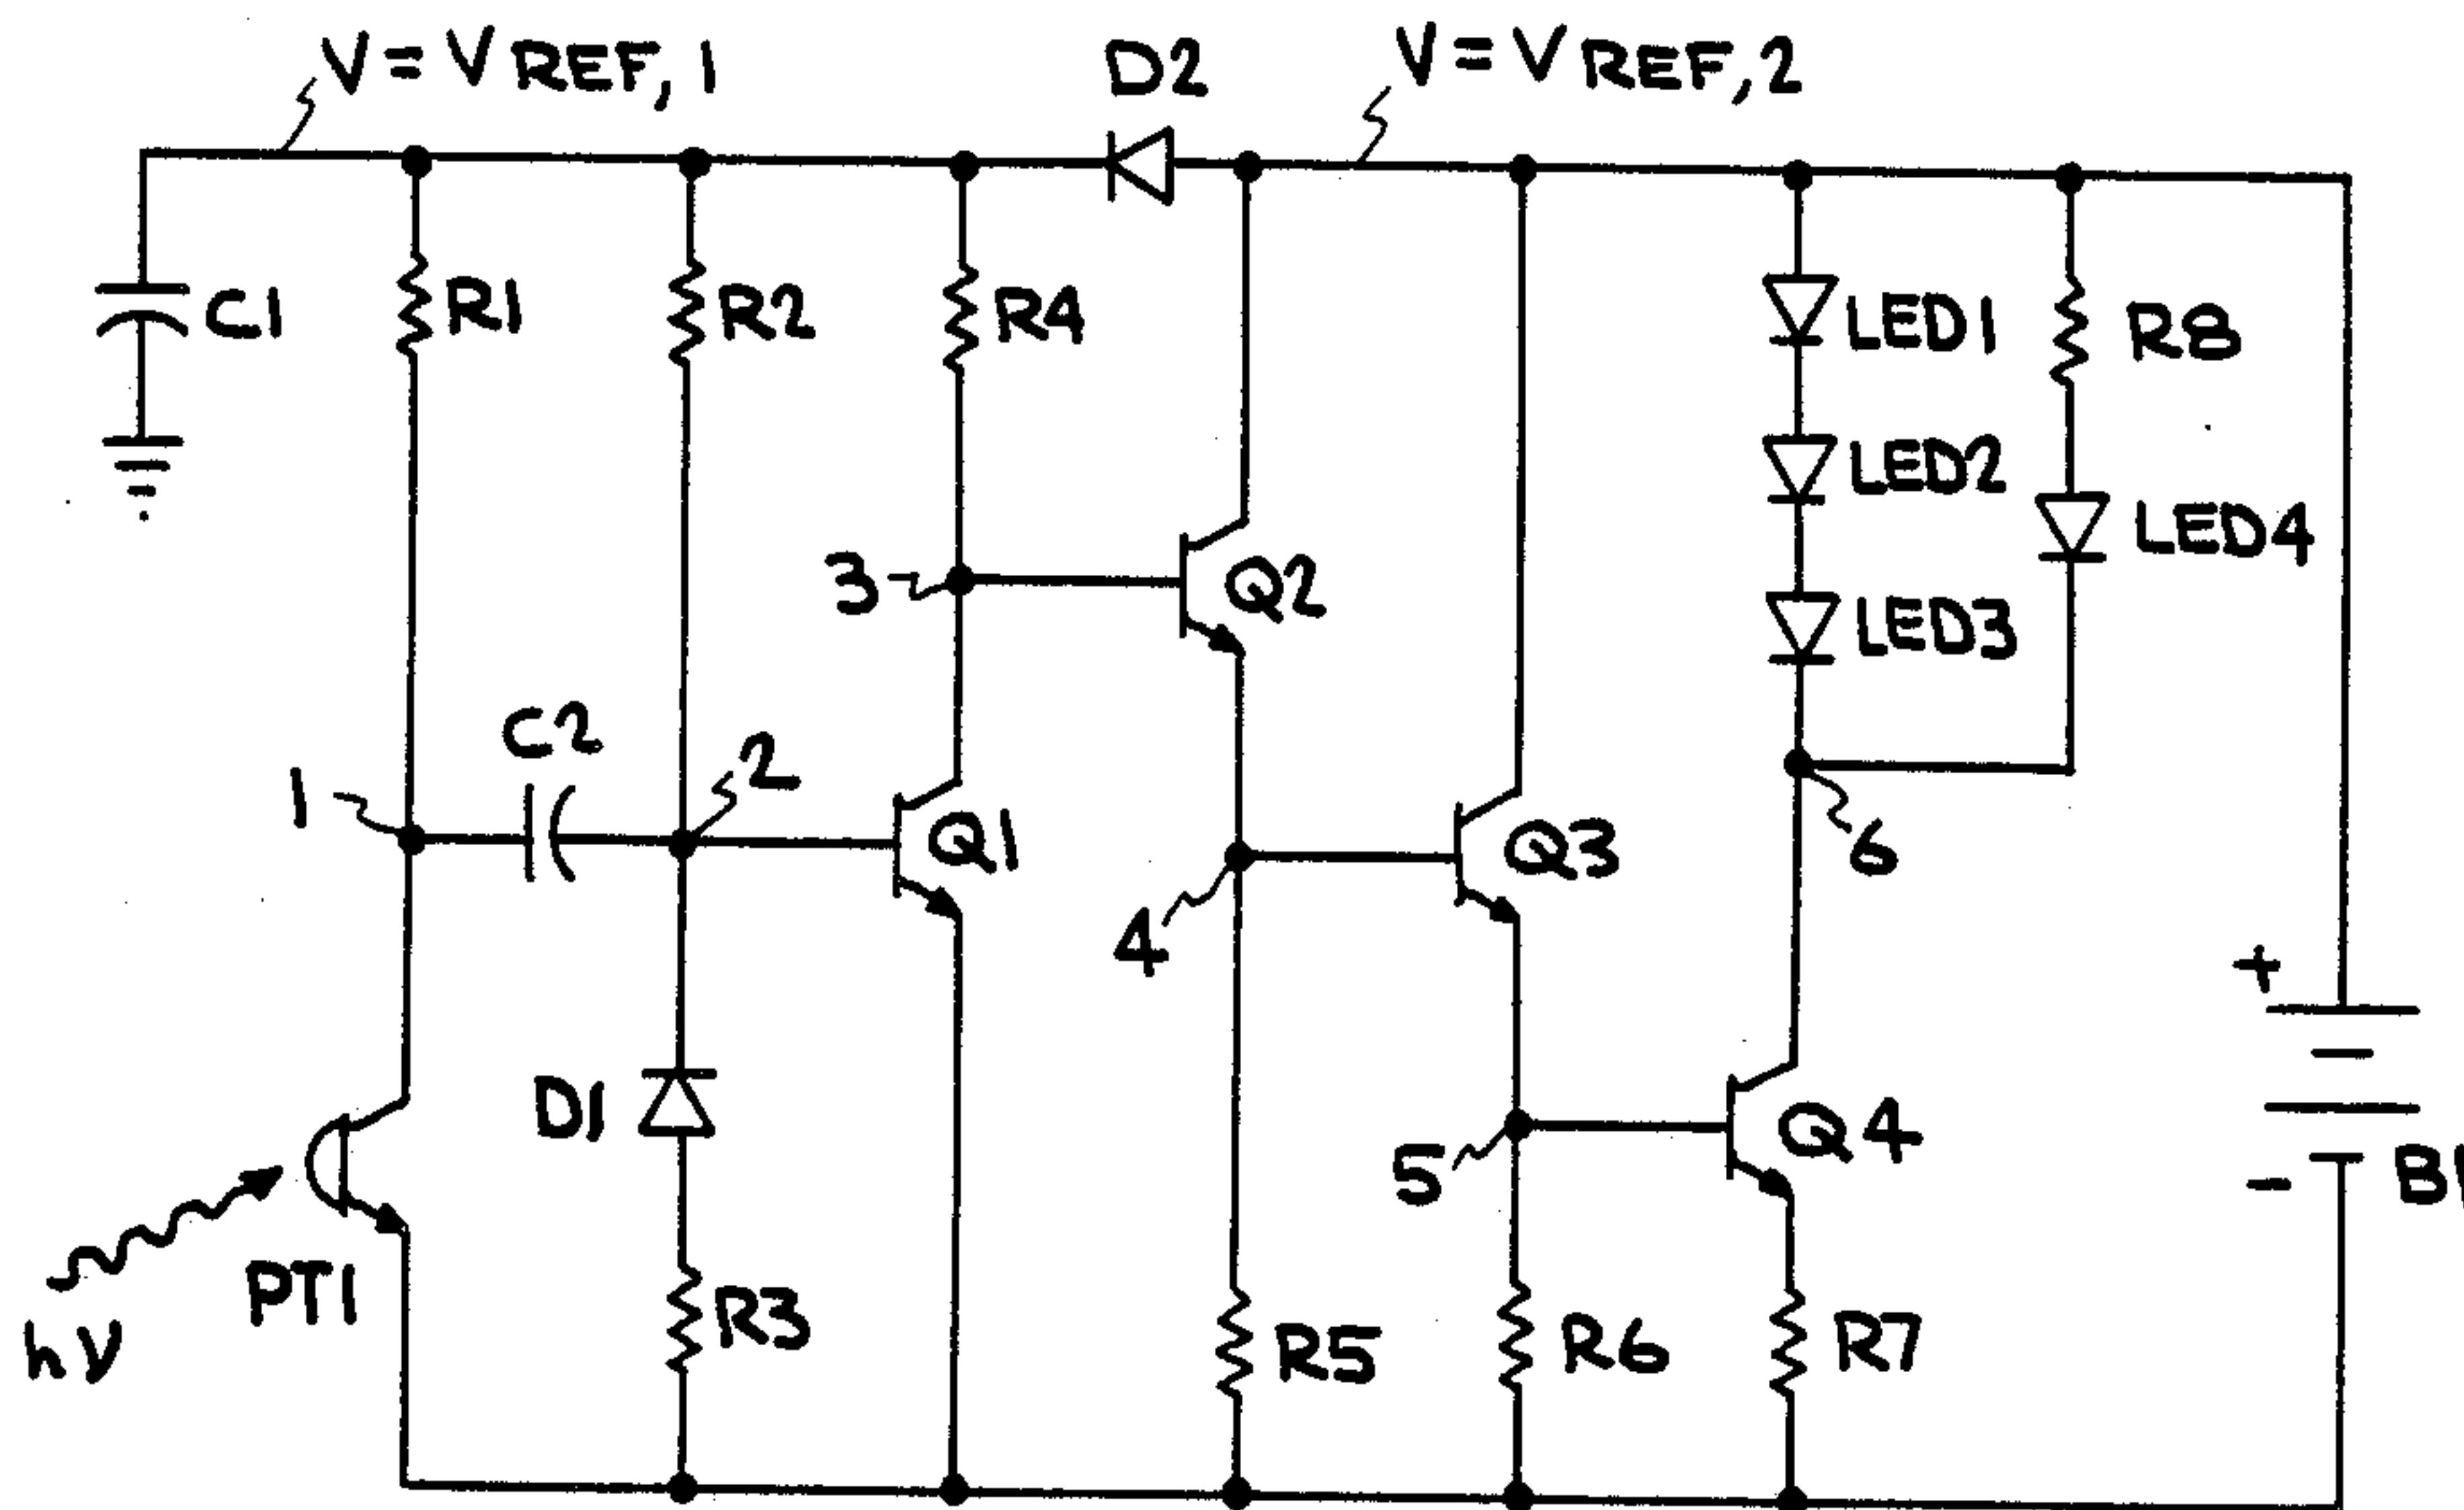 V = VREF, 1
D2
V = VREF, 2
C1
R1
R2
R4
LED1
R8
LED2
LED4
3
Q2
LED3
C2
2
1
Q1
Q3
6
4
+
D1
Q4
5
-
PT1
R3
hν
R5
R6
R7